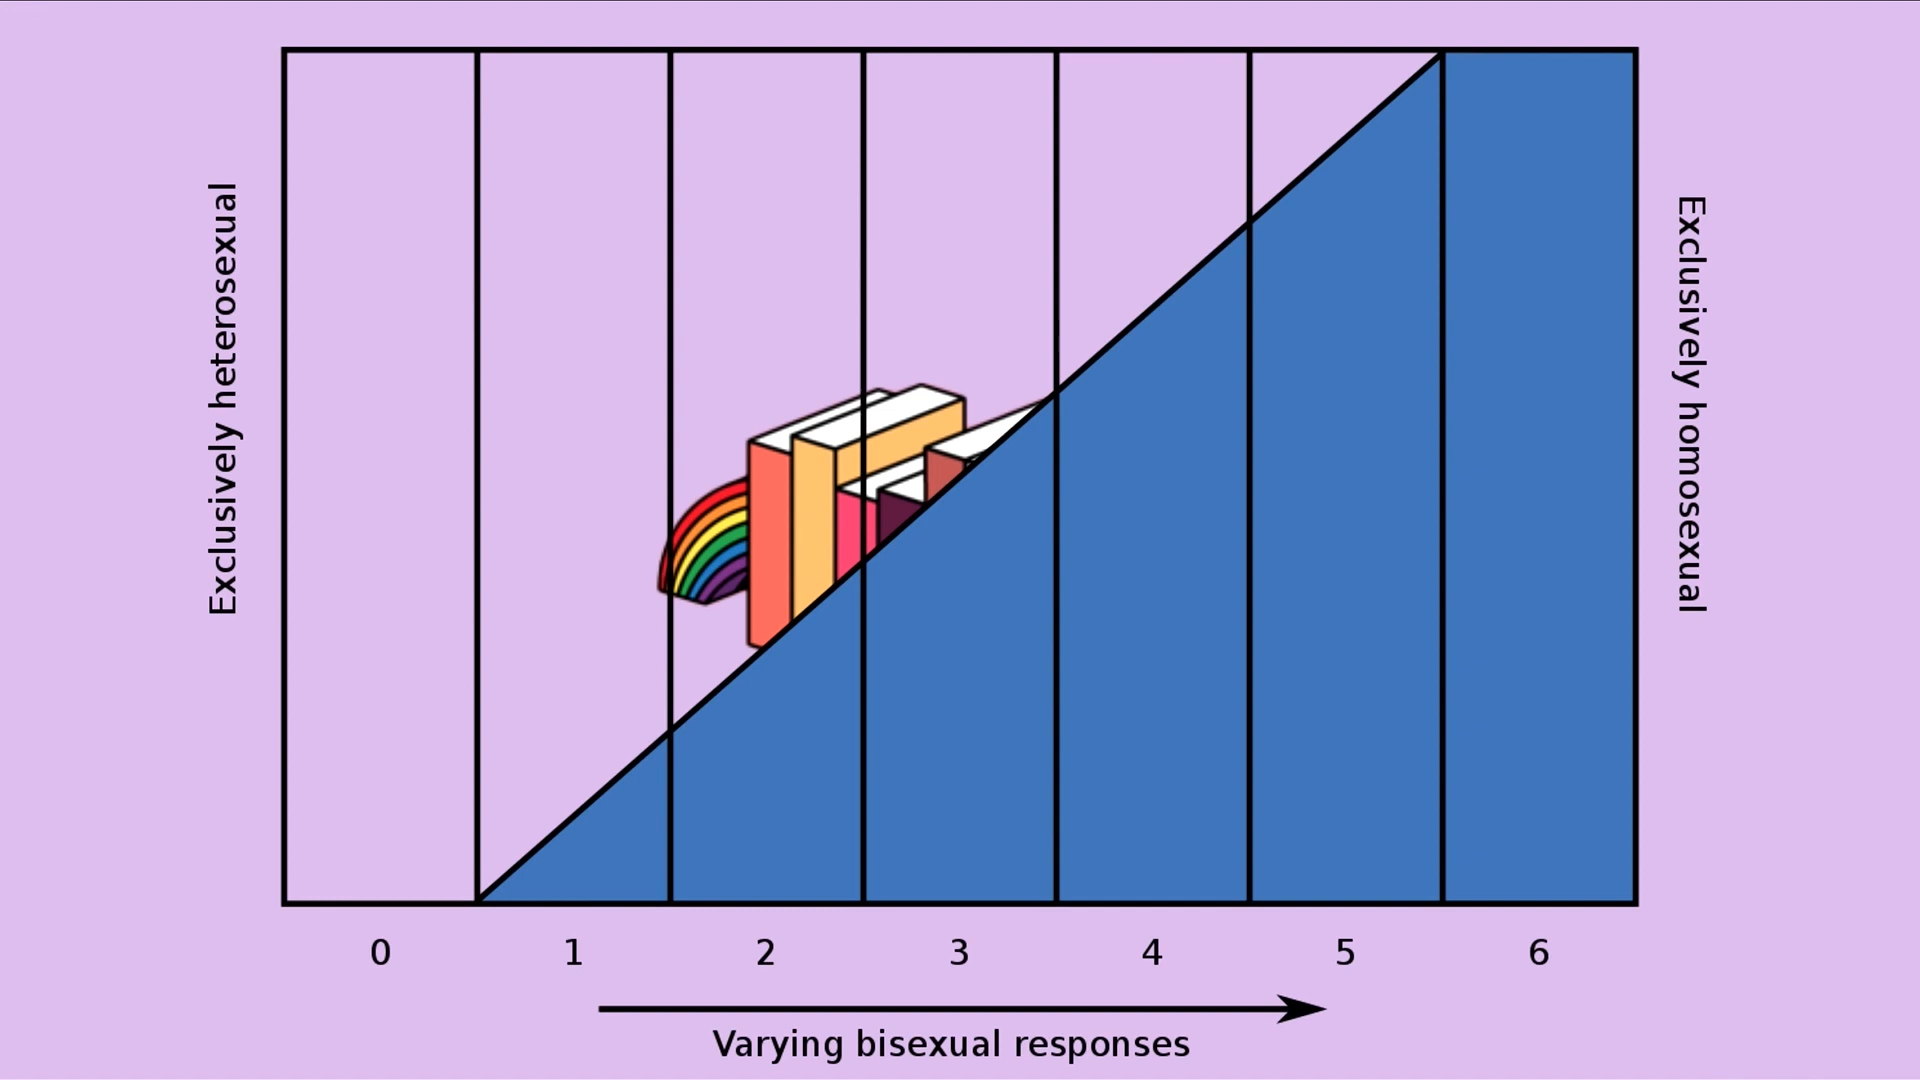 Exclusively heterosexual
Exclusively homosexual
0 1 2 3 4 5 6
Varying bisexual responses